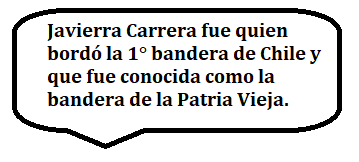 Javierra Carrera fue quien
bordó la 1° bandera de Chile y
que fue conocida como la
bandera de la Patria Vieja.